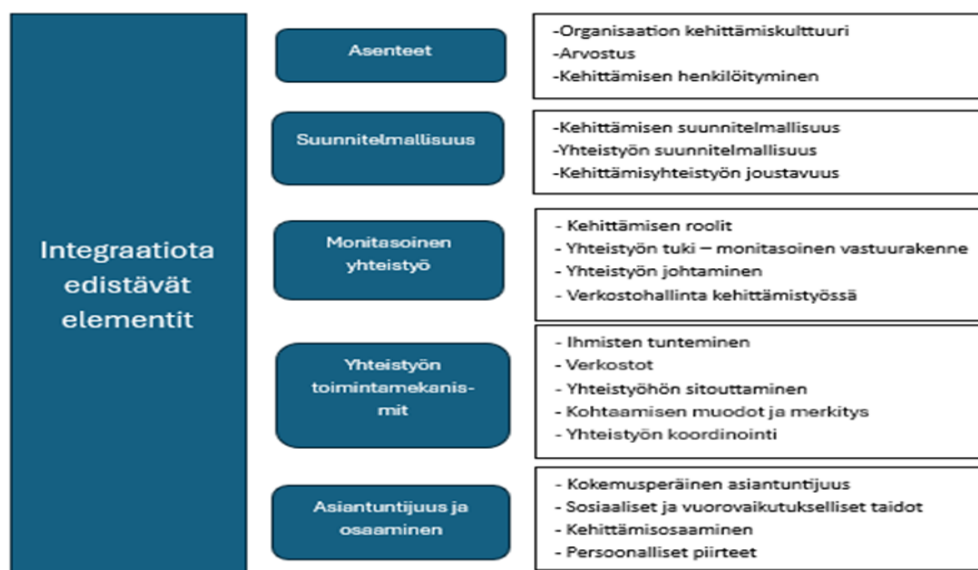 Integraatiota
edistävät
elementit
Asenteet
-Organisaation kehittämiskulttuuri
-Arvostus
-Kehittämisen henkilöityminen
Suunnitelmallisuus
-Kehittämisen suunnitelmallisuus
-Yhteistyön suunnitelmallisuus
-Kehittämisyhteistyön joustavuus
Monitasoinen
yhteistyö
- Kehittämisen roolit
- Yhteistyön tuki – monitasoinen vastuurakenne
- Yhteistyön johtaminen
- Verkostohallinta kehittämistyössä
Yhteistyön
toimintamekanis-
mit
- Ihmisten tunteminen
- Verkostot
- Yhteistyöhön sitouttaminen
- Kohtaamisen muodot ja merkitys
- Yhteistyön koordinointi
Asiantuntijuus ja
osaaminen
- Kokemusperäinen asiantuntijuus
- Sosiaaliset ja vuorovaikutukselliset taidot
- Kehittämisosaaminen
- Persoonalliset piirteet